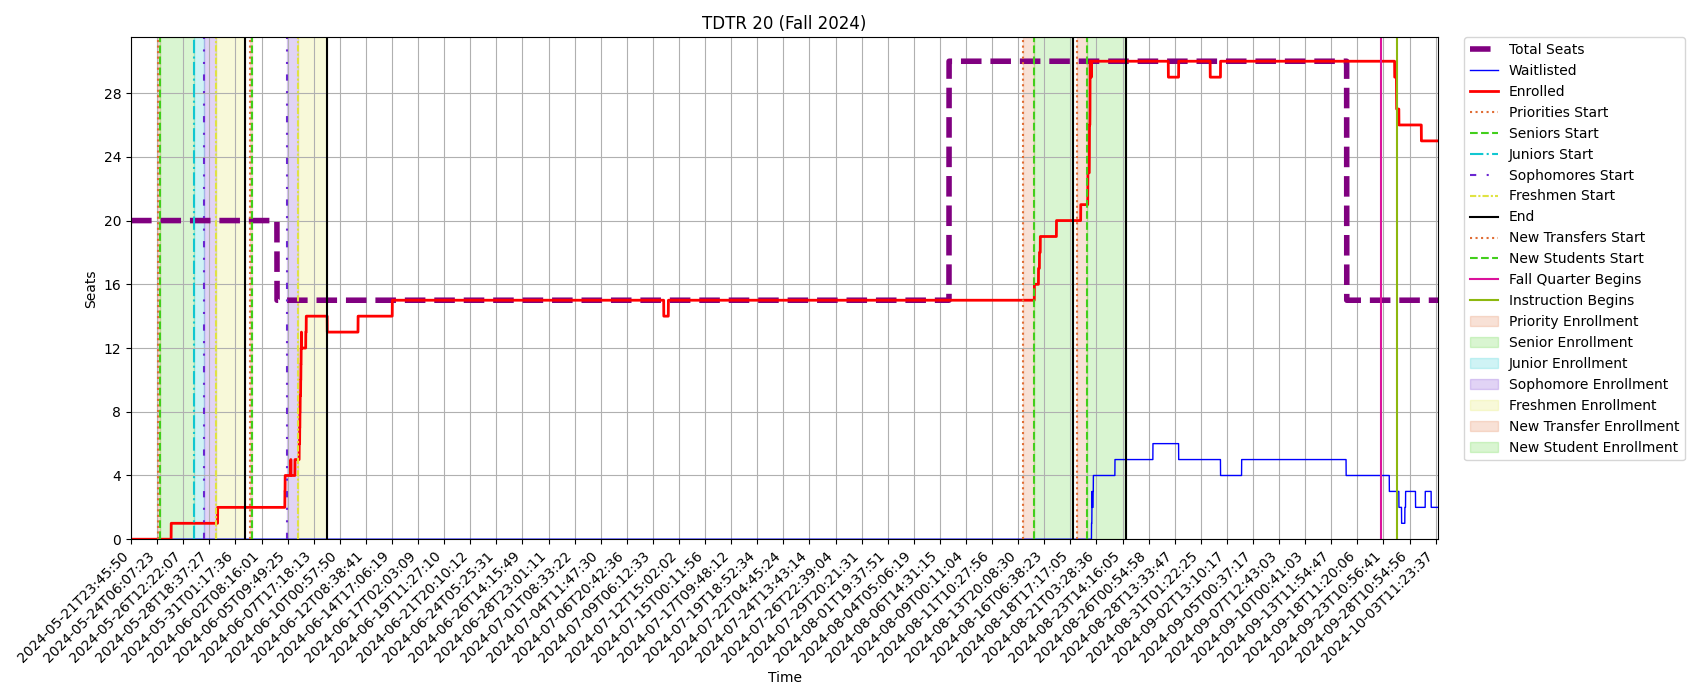 TDTR 20 (Fall 2024)
Seats
28
24
20
16
12
8
4
0
2024-05-21T23:45:50
2024-05-24T06:07:23
2024-05-26T12:22:07
2024-05-28T18:37:27
2024-05-31T01:17:36
2024-06-02T08:16:01
2024-06-05T09:49:25
2024-06-07T17:18:13
2024-06-10T00:57:50
2024-06-12T08:38:41
2024-06-14T17:06:19
2024-06-17T02:03:09
2024-06-19T11:27:10
2024-06-21T20:10:12
2024-06-24T05:25:31
2024-06-26T14:15:49
2024-06-28T23:01:11
2024-07-01T08:33:22
2024-07-04T11:47:30
2024-07-06T20:42:36
2024-07-09T06:12:33
2024-07-12T15:02:02
2024-07-15T00:11:56
2024-07-17T09:48:12
2024-07-19T18:52:34
2024-07-22T04:45:24
2024-07-24T13:43:14
2024-07-26T22:39:04
2024-07-29T20:21:31
2024-08-01T19:37:51
2024-08-04T05:06:19
2024-08-06T14:31:15
2024-08-09T00:11:04
2024-08-11T10:27:56
2024-08-13T20:08:30
2024-08-16T06:38:23
2024-08-18T17:17:05
2024-08-21T03:28:36
2024-08-23T14:16:05
2024-08-26T00:54:58
2024-08-28T13:33:47
2024-08-31T01:22:25
2024-09-02T13:10:17
2024-09-05T00:37:17
2024-09-07T12:43:03
2024-09-10T00:41:03
2024-09-13T11:54:47
2024-09-18T11:20:06
2024-09-23T10:56:41
2024-09-28T10:54:56
2024-10-03T11:23:37
Time
Total Seats
Waitlisted
Enrolled
Priorities Start
Seniors Start
Juniors Start
Sophomores Start
Freshmen Start
End
New Transfers Start
New Students Start
Fall Quarter Begins
Instruction Begins
Priority Enrollment
Senior Enrollment
Junior Enrollment
Sophomore Enrollment
Freshmen Enrollment
New Transfer Enrollment
New Student Enrollment